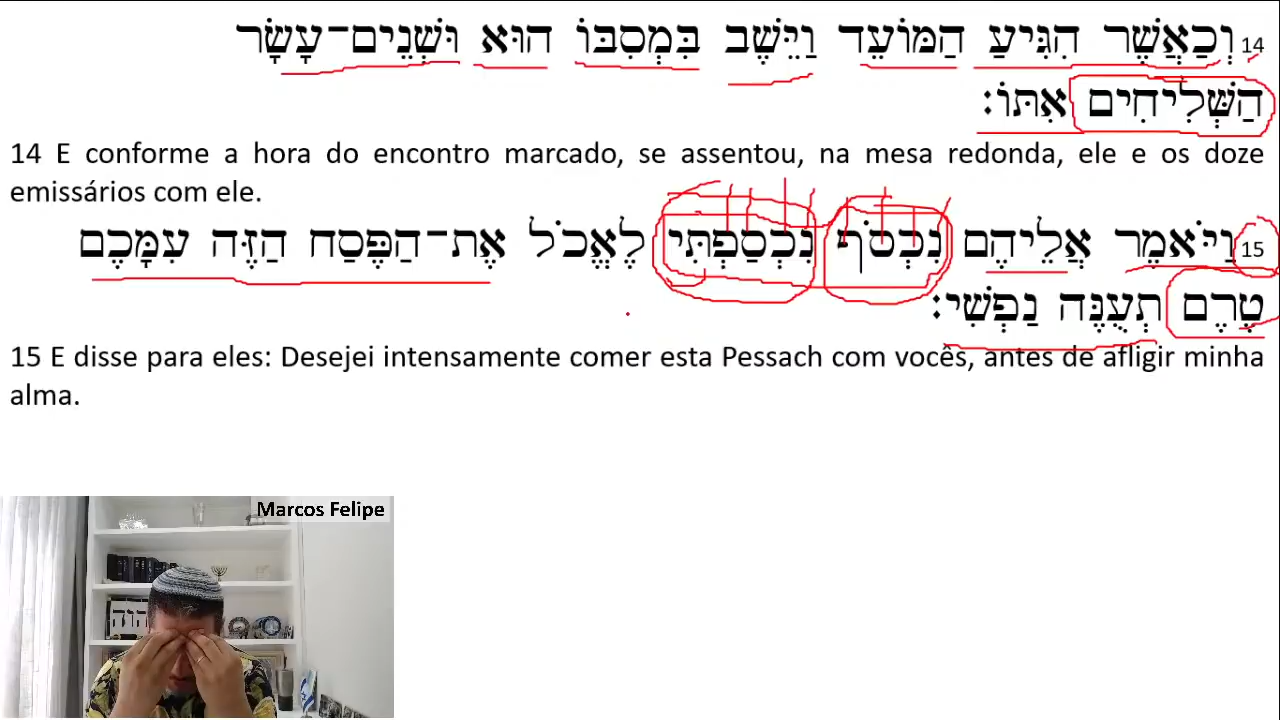 14 וְכַאֲשֶׁר הִגִּיעַ הַמּוֹעֵד וַיֵּשֶׁב בִּמְסִבּוֹ הוּא וּשְׁנֵים־עָשָׂר
הַשְּׁלִיחִים אִתּוֹ׃
14 E conforme a hora do encontro marcado, se assentou, na mesa redonda, ele e os doze
emissários com ele.
15 וַיֹּאמֶר אֲלֵיהֶם נִכְסֹף נִכְסַפְתִּי לֶאֱכֹל אֶת־הַפֶּסַח הַזֶּה עִמָּכֶם
טֶרֶם תְּעֻנֶּה נַפְשִׁי׃
15 E disse para eles: Desejei intensamente comer esta Pessach com vocês, antes de afligir minha
alma.
Marcos Felipe